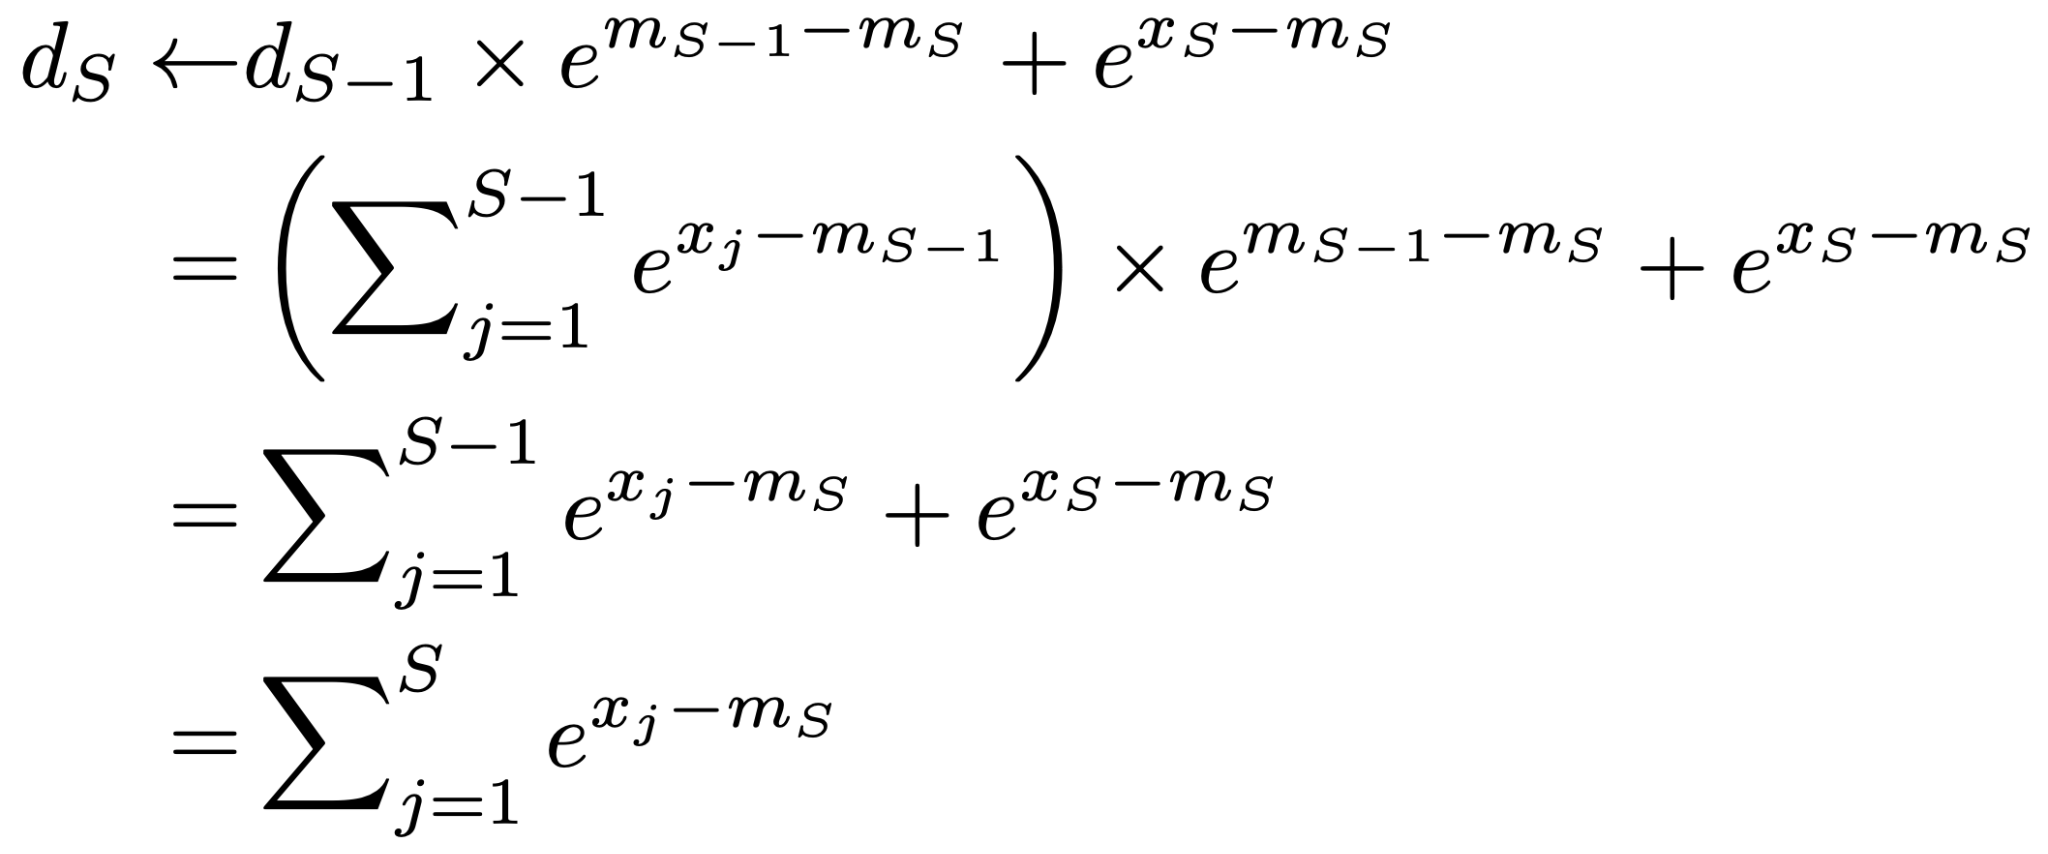 d_S ← d_{S−1} × e^{m_{S−1}−m_S} + e^{x_S−m_S}
= (∑_{j=1}^{S−1} e^{x_j−m_{S−1}}) × e^{m_{S−1}−m_S} + e^{x_S−m_S}
= ∑_{j=1}^{S−1} e^{x_j−m_S} + e^{x_S−m_S}
= ∑_{j=1}^{S} e^{x_j−m_S}